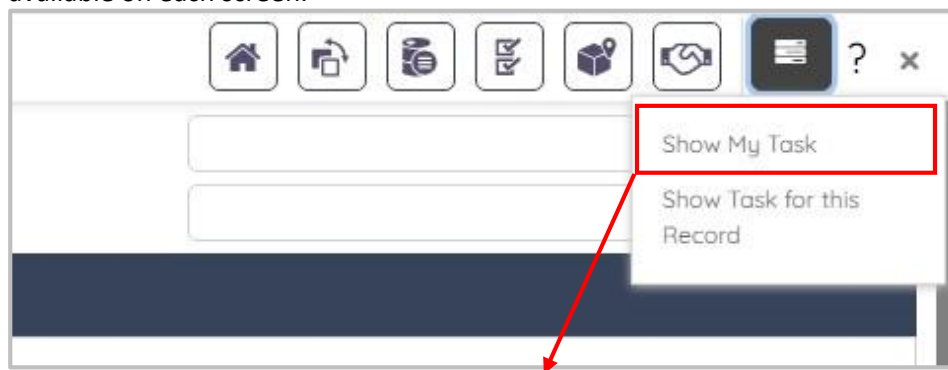 available on each screen.
? ×
Show My Task
Show Task for this
Record